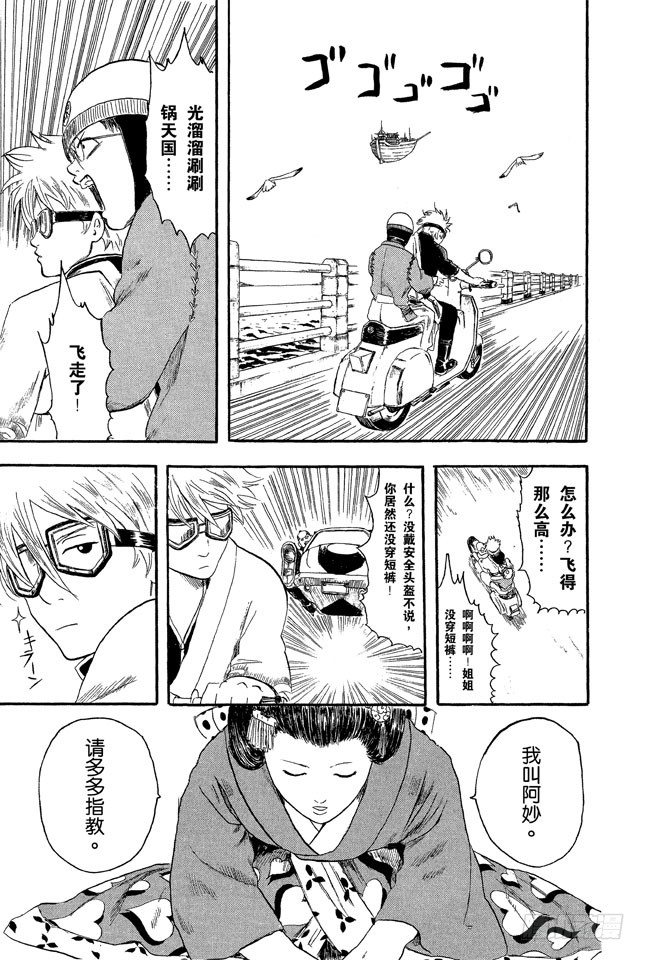 ゴゴゴゴゴ
光溜溜涮涮
锅天国……
飞走了！
怎么办？飞得
那么高……
啊啊啊啊！姐姐
没穿短裤……
什么？没戴安全头盔不说，
你居然还没穿短裤！
キラーン
我叫阿妙。
请多多指教。